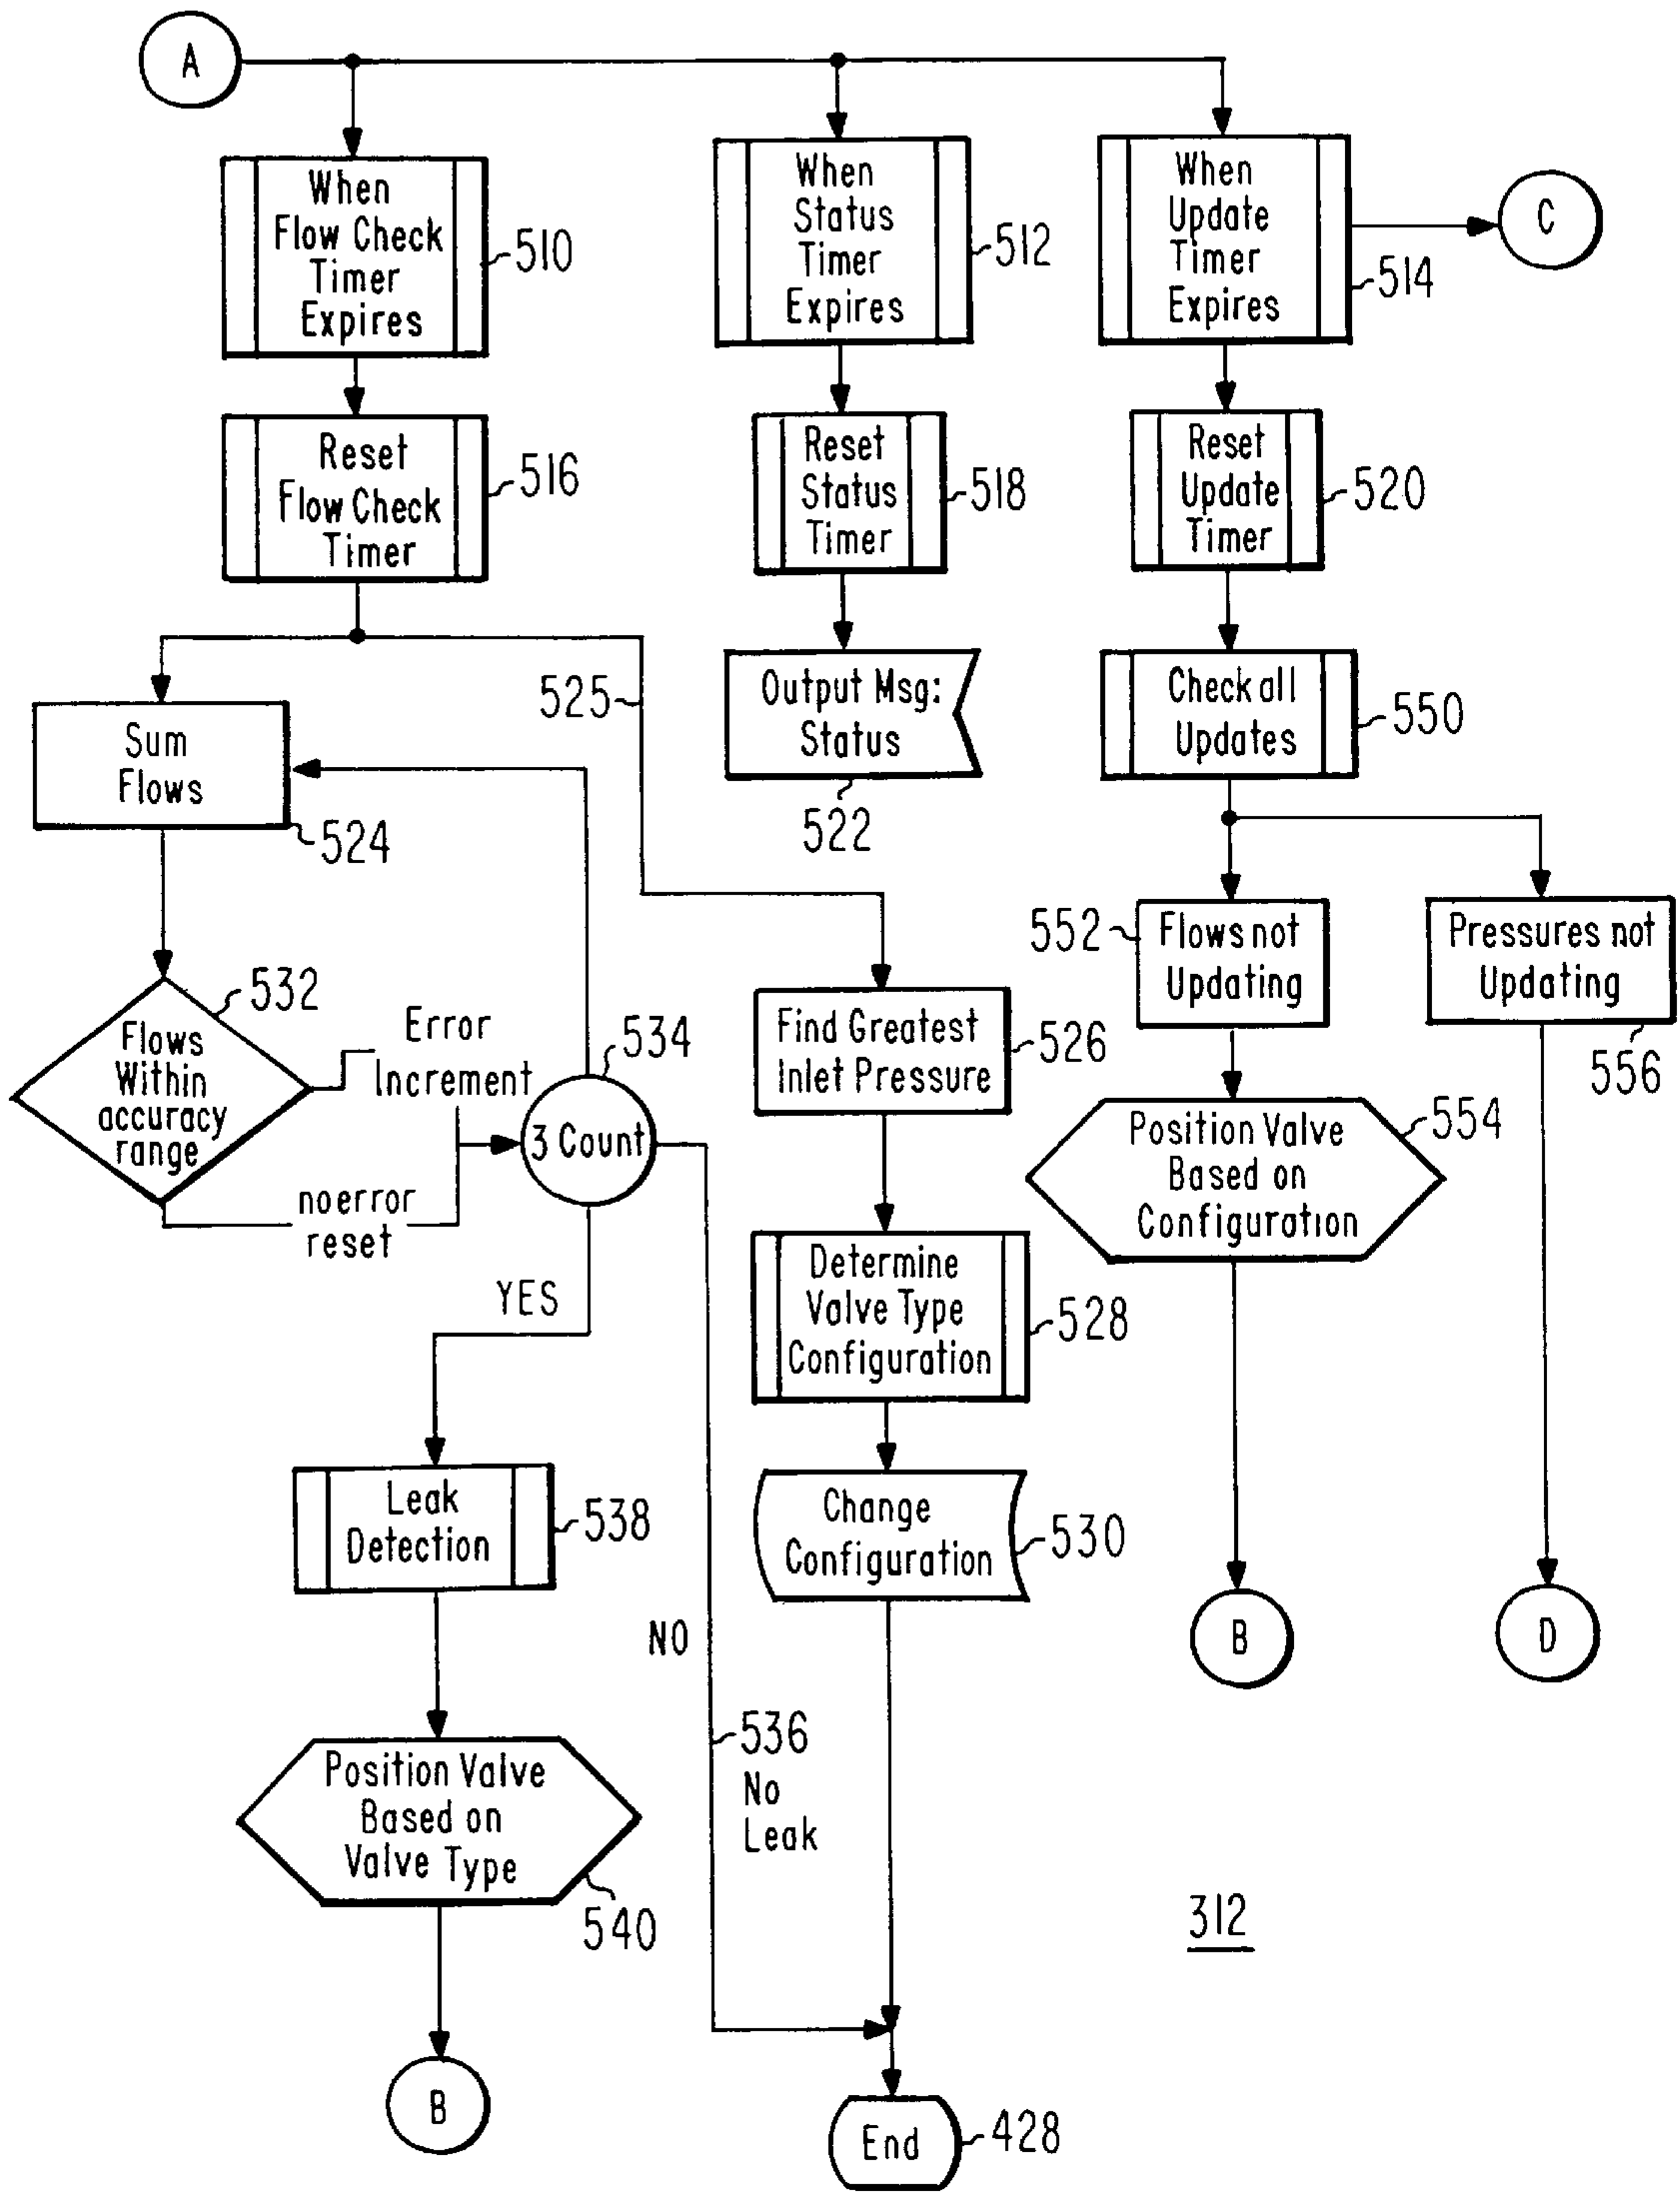 A
When
Flow Check
Timer
Expires
510
When
Status
Timer
Expires
512
When
Update
Timer
Expires
514
C
Reset
Flow Check
Timer
516
Reset
Status
Timer
518
Reset
Update
Timer
520
Sum
Flows
524
525
Output Msg:
Status
522
Check all
Updates
550
552
Flows not
Updating
Pressures not
Updating
556
532
Flows
Within
accuracy
range
Error
Increment
no error
reset
534
3 Count
Find Greatest
Inlet Pressure
526
Position Valve
Based on
Configuration
554
YES
Determine
Valve Type
Configuration
528
Leak
Detection
538
Change
Configuration
530
NO
B
D
536
No
Leak
Position Valve
Based on
Valve Type
540
312
B
End
428